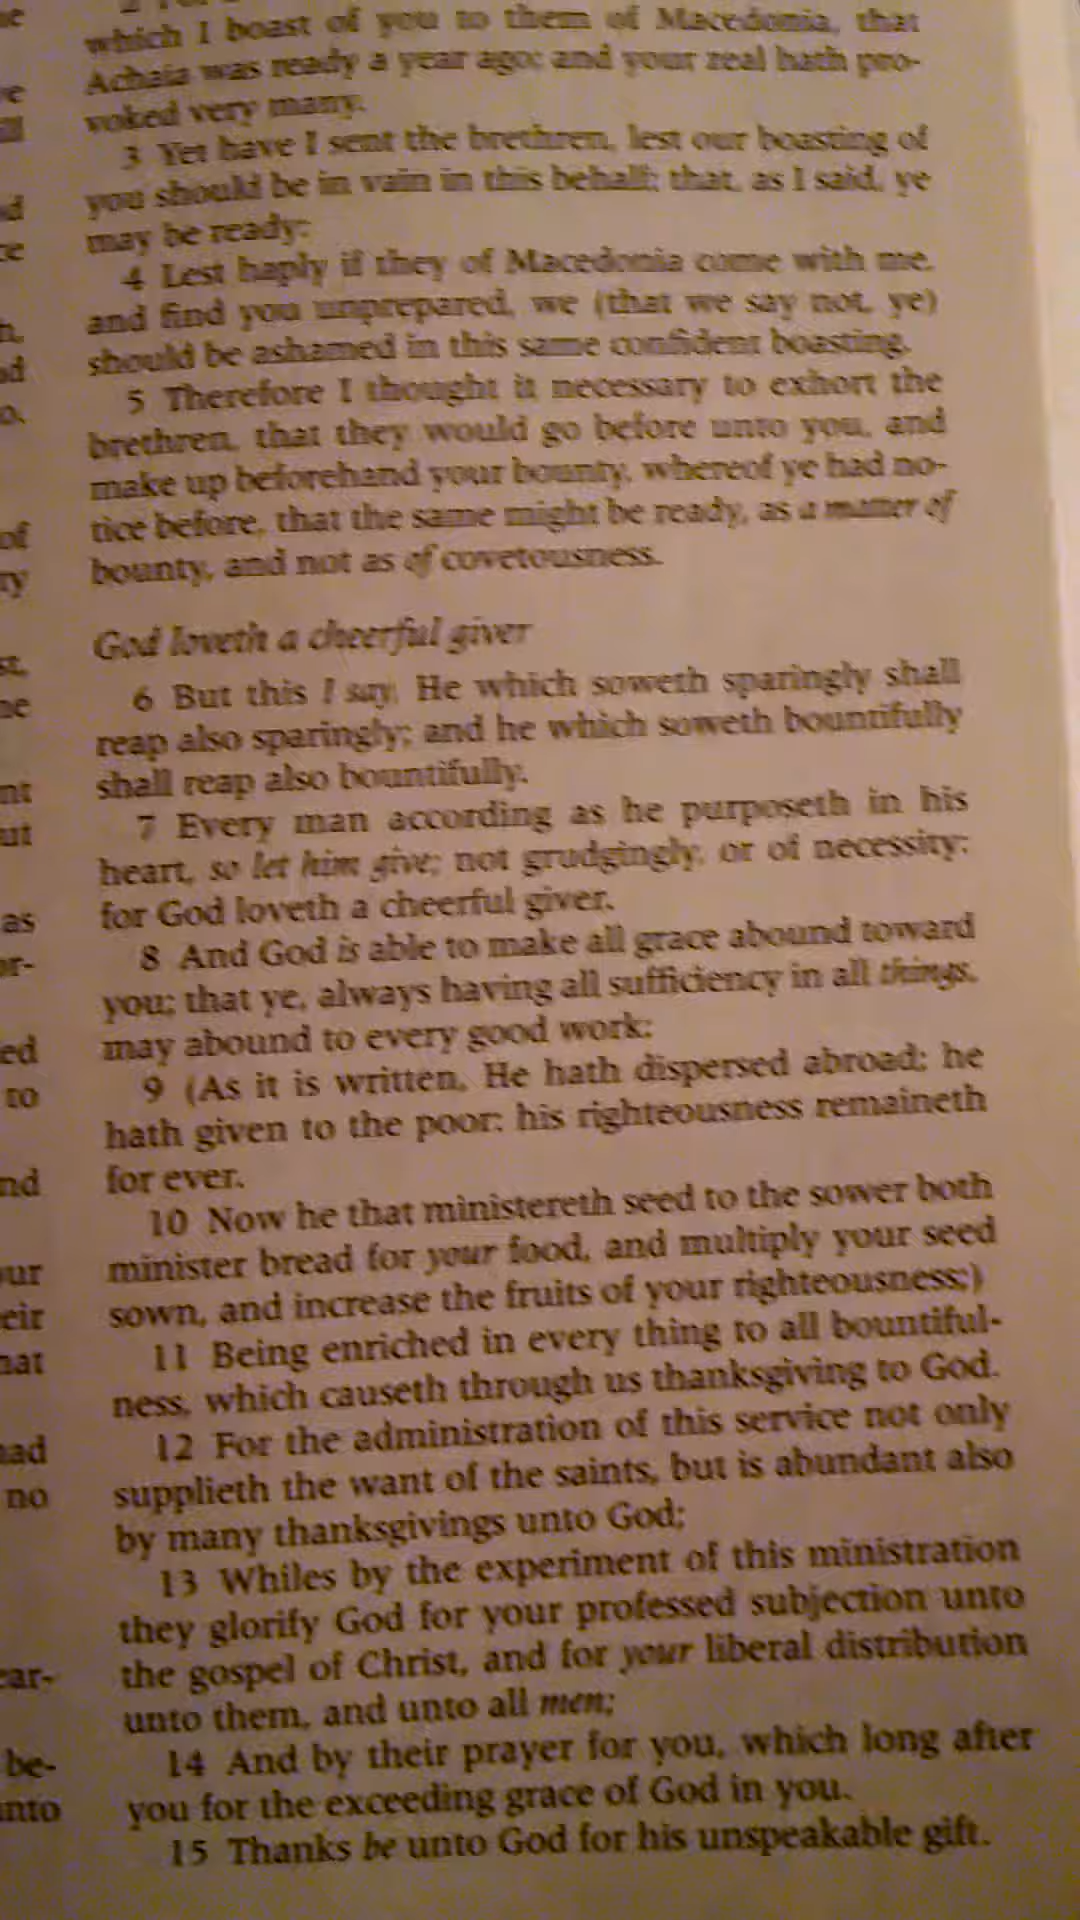 which I boast of you to them of Macedonia, that
Achaia was ready a year ago; and your zeal hath pro-
voked very many.
3 Yet have I sent the brethren, lest our boasting of
you should be in vain in this behalf; that, as I said, ye
may be ready:
4 Lest haply if they of Macedonia come with me,
and find you unprepared, we (that we say not, ye)
should be ashamed in this same confident boasting.
5 Therefore I thought it necessary to exhort the
brethren, that they would go before unto you, and
make up beforehand your bounty, whereof ye had no-
tice before, that the same might be ready, as a matter of
bounty, and not as of covetousness.
God loveth a cheerful giver
6 But this I say, He which soweth sparingly shall
reap also sparingly; and he which soweth bountifully
shall reap also bountifully.
7 Every man according as he purposeth in his
heart, so let him give; not grudgingly, or of necessity:
for God loveth a cheerful giver.
8 And God is able to make all grace abound toward
you; that ye, always having all sufficiency in all things,
may abound to every good work:
9 (As it is written, He hath dispersed abroad; he
hath given to the poor: his righteousness remaineth
for ever.
10 Now he that ministereth seed to the sower both
minister bread for your food, and multiply your seed
sown, and increase the fruits of your righteousness;)
11 Being enriched in every thing to all bountiful-
ness, which causeth through us thanksgiving to God.
12 For the administration of this service not only
supplieth the want of the saints, but is abundant also
by many thanksgivings unto God;
13 Whiles by the experiment of this ministration
they glorify God for your professed subjection unto
the gospel of Christ, and for your liberal distribution
unto them, and unto all men;
14 And by their prayer for you, which long after
you for the exceeding grace of God in you.
15 Thanks be unto God for his unspeakable gift.